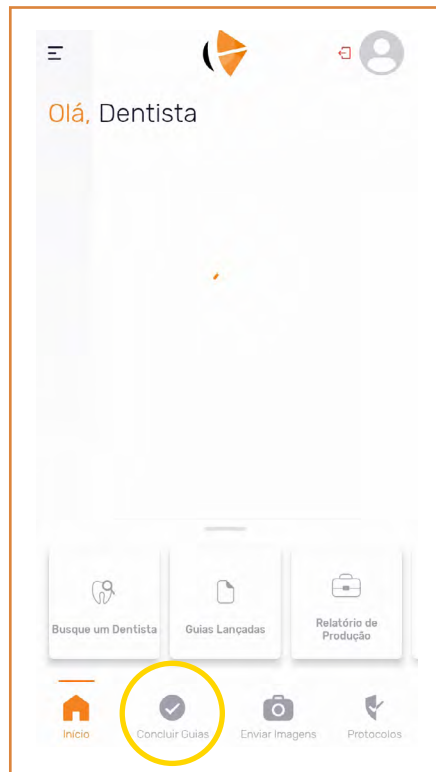 Olá, Dentista
Busque um Dentista
Guias Lançadas
Relatório de
Produção
Início
Concluir Guias
Enviar Imagens
Protocolos